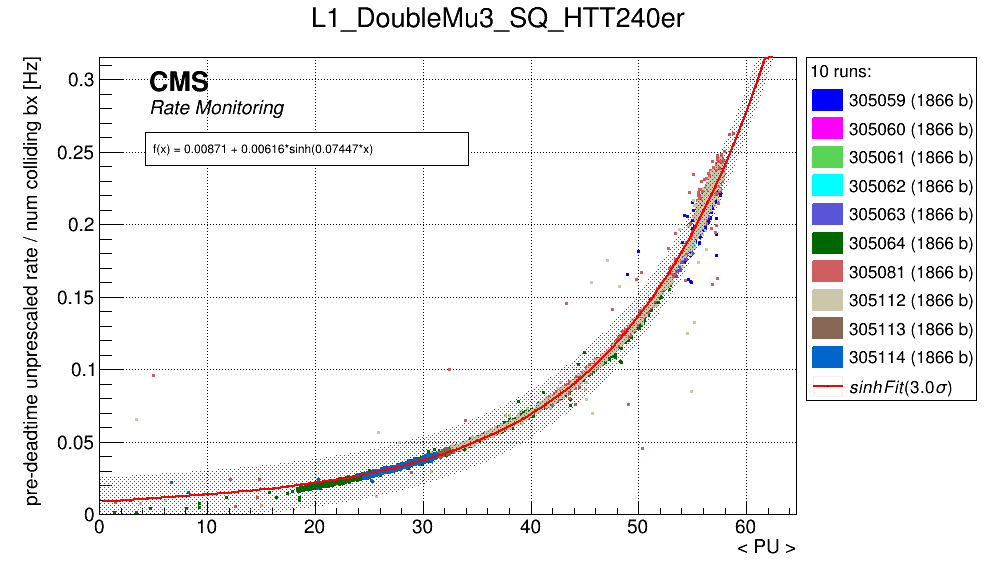 L1_DoubleMu3_SQ_HTT240er
pre-deadtime unprescaled rate / num colliding bx [Hz]
CMS
Rate Monitoring
f(x) = 0.00871 + 0.00616*sinh(0.07447*x)
0.3
0.25
0.2
0.15
0.1
0.05
0
0 10 20 30 40 50 60
< PU >
10 runs:
305059 (1866 b)
305060 (1866 b)
305061 (1866 b)
305062 (1866 b)
305063 (1866 b)
305064 (1866 b)
305081 (1866 b)
305112 (1866 b)
305113 (1866 b)
305114 (1866 b)
sinhFit(3.0σ)